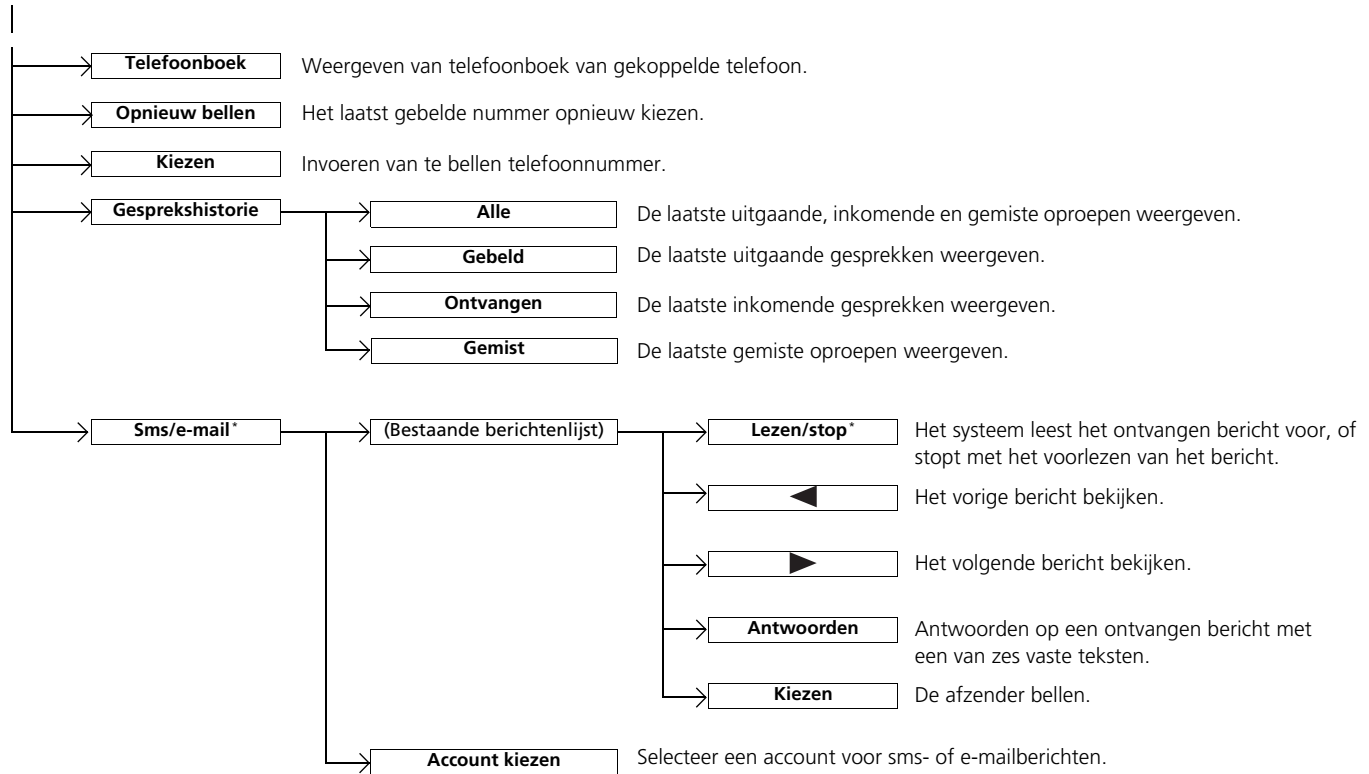 Telefoonboek Weergeven van telefoonboek van gekoppelde telefoon.
Opnieuw bellen Het laatst gebelde nummer opnieuw kiezen.
Kiezen Invoeren van te bellen telefoonnummer.
Gesprekshistorie Alle De laatste uitgaande, inkomende en gemiste oproepen weergeven.
Gebeld De laatste uitgaande gesprekken weergeven.
Ontvangen De laatste inkomende gesprekken weergeven.
Gemist De laatste gemiste oproepen weergeven.
Sms/e-mail* (Bestaande berichtenlijst) Lezen/stop* Het systeem leest het ontvangen bericht voor, of
stopt met het voorlezen van het bericht.
◀ Het vorige bericht bekijken.
▶ Het volgende bericht bekijken.
Antwoorden Antwoorden op een ontvangen bericht met
een van zes vaste teksten.
Kiezen De afzender bellen.
Account kiezen Selecteer een account voor sms- of e-mailberichten.